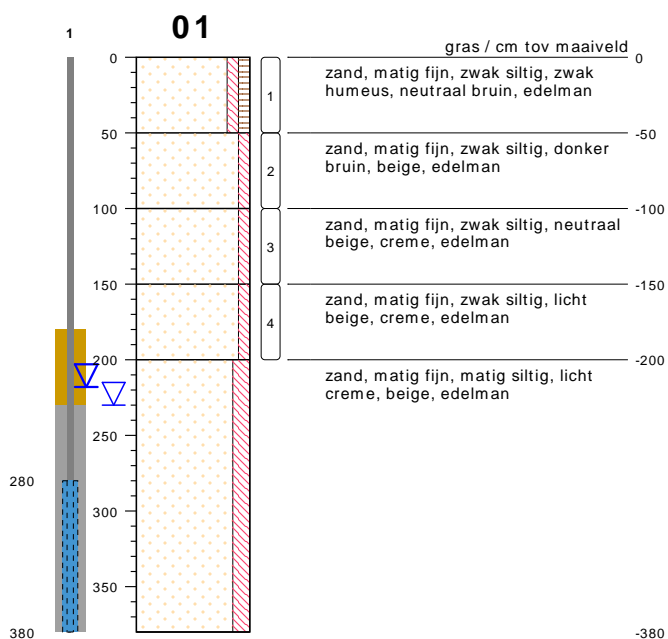 01
1
gras / cm tov maaiveld
0
0
zand, matig fijn, zwak siltig, zwak
humeus, neutraal bruin, edelman
1
50
-50
zand, matig fijn, zwak siltig, donker
bruin, beige, edelman
2
100
-100
zand, matig fijn, zwak siltig, neutraal
beige, creme, edelman
3
150
-150
zand, matig fijn, zwak siltig, licht
beige, creme, edelman
4
200
-200
zand, matig fijn, matig siltig, licht
creme, beige, edelman
250
280
300
350
380
-380